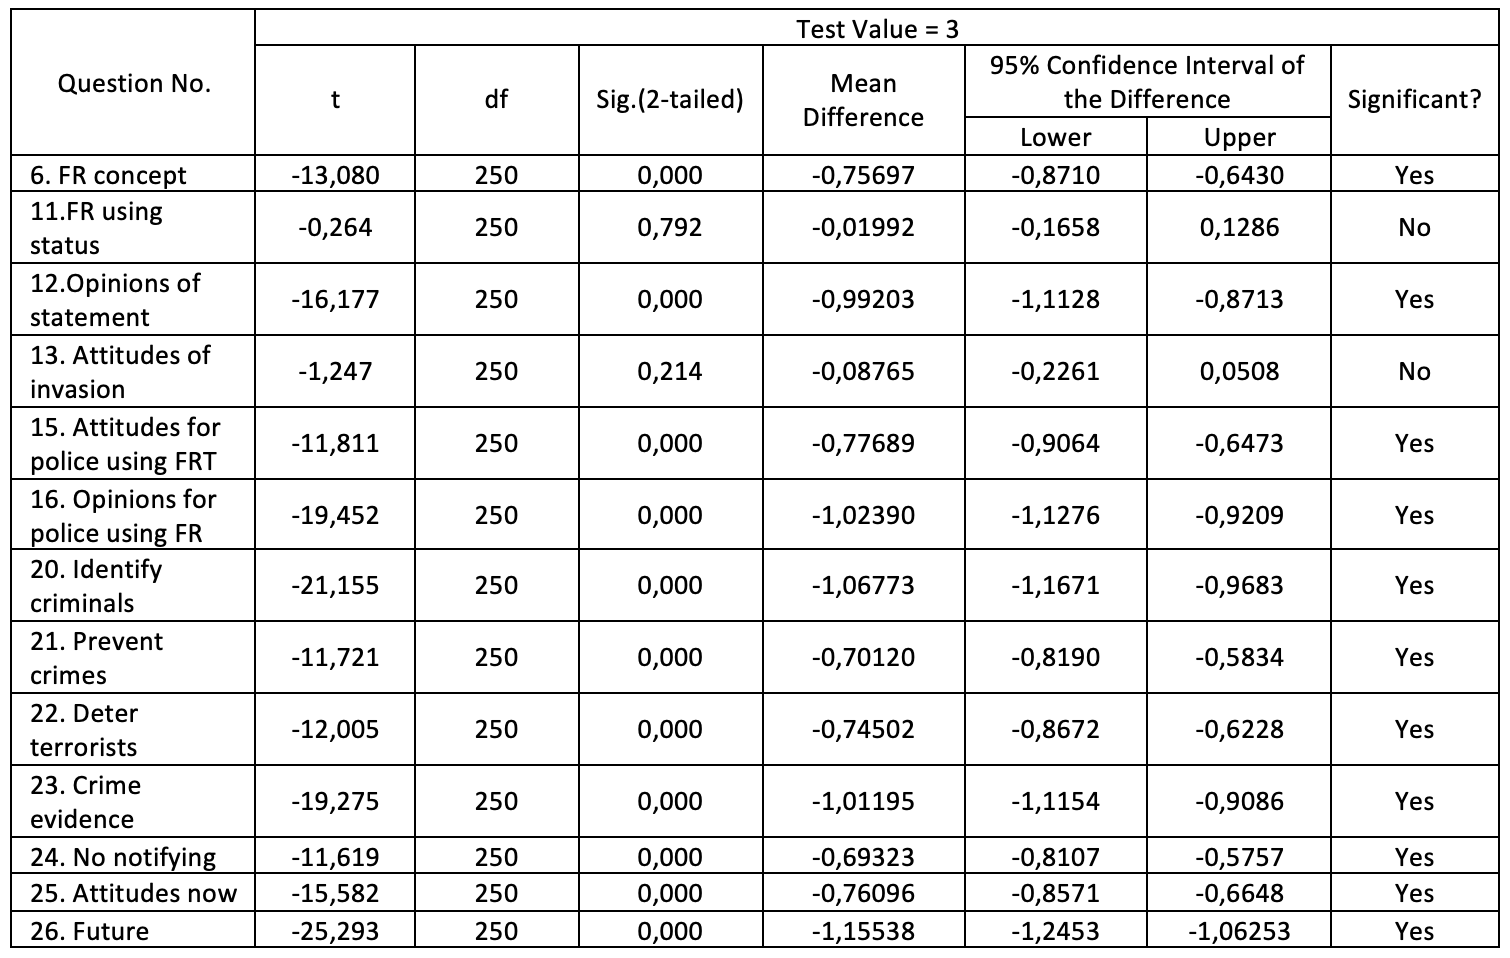 Test Value = 3
Question No.
t
df
Sig.(2-tailed)
Mean
Difference
95% Confidence Interval of
the Difference
Significant?
Lower
Upper
6. FR concept -13,080 250 0,000 -0,75697 -0,8710 -0,6430 Yes
11.FR using
status
-0,264 250 0,792 -0,01992 -0,1658 0,1286 No
12.Opinions of
statement
-16,177 250 0,000 -0,99203 -1,1128 -0,8713 Yes
13. Attitudes of
invasion
-1,247 250 0,214 -0,08765 -0,2261 0,0508 No
15. Attitudes for
police using FRT
-11,811 250 0,000 -0,77689 -0,9064 -0,6473 Yes
16. Opinions for
police using FR
-19,452 250 0,000 -1,02390 -1,1276 -0,9209 Yes
20. Identify
criminals
-21,155 250 0,000 -1,06773 -1,1671 -0,9683 Yes
21. Prevent
crimes
-11,721 250 0,000 -0,70120 -0,8190 -0,5834 Yes
22. Deter
terrorists
-12,005 250 0,000 -0,74502 -0,8672 -0,6228 Yes
23. Crime
evidence
-19,275 250 0,000 -1,01195 -1,1154 -0,9086 Yes
24. No notifying -11,619 250 0,000 -0,69323 -0,8107 -0,5757 Yes
25. Attitudes now -15,582 250 0,000 -0,76096 -0,8571 -0,6648 Yes
26. Future -25,293 250 0,000 -1,15538 -1,2453 -1,06253 Yes